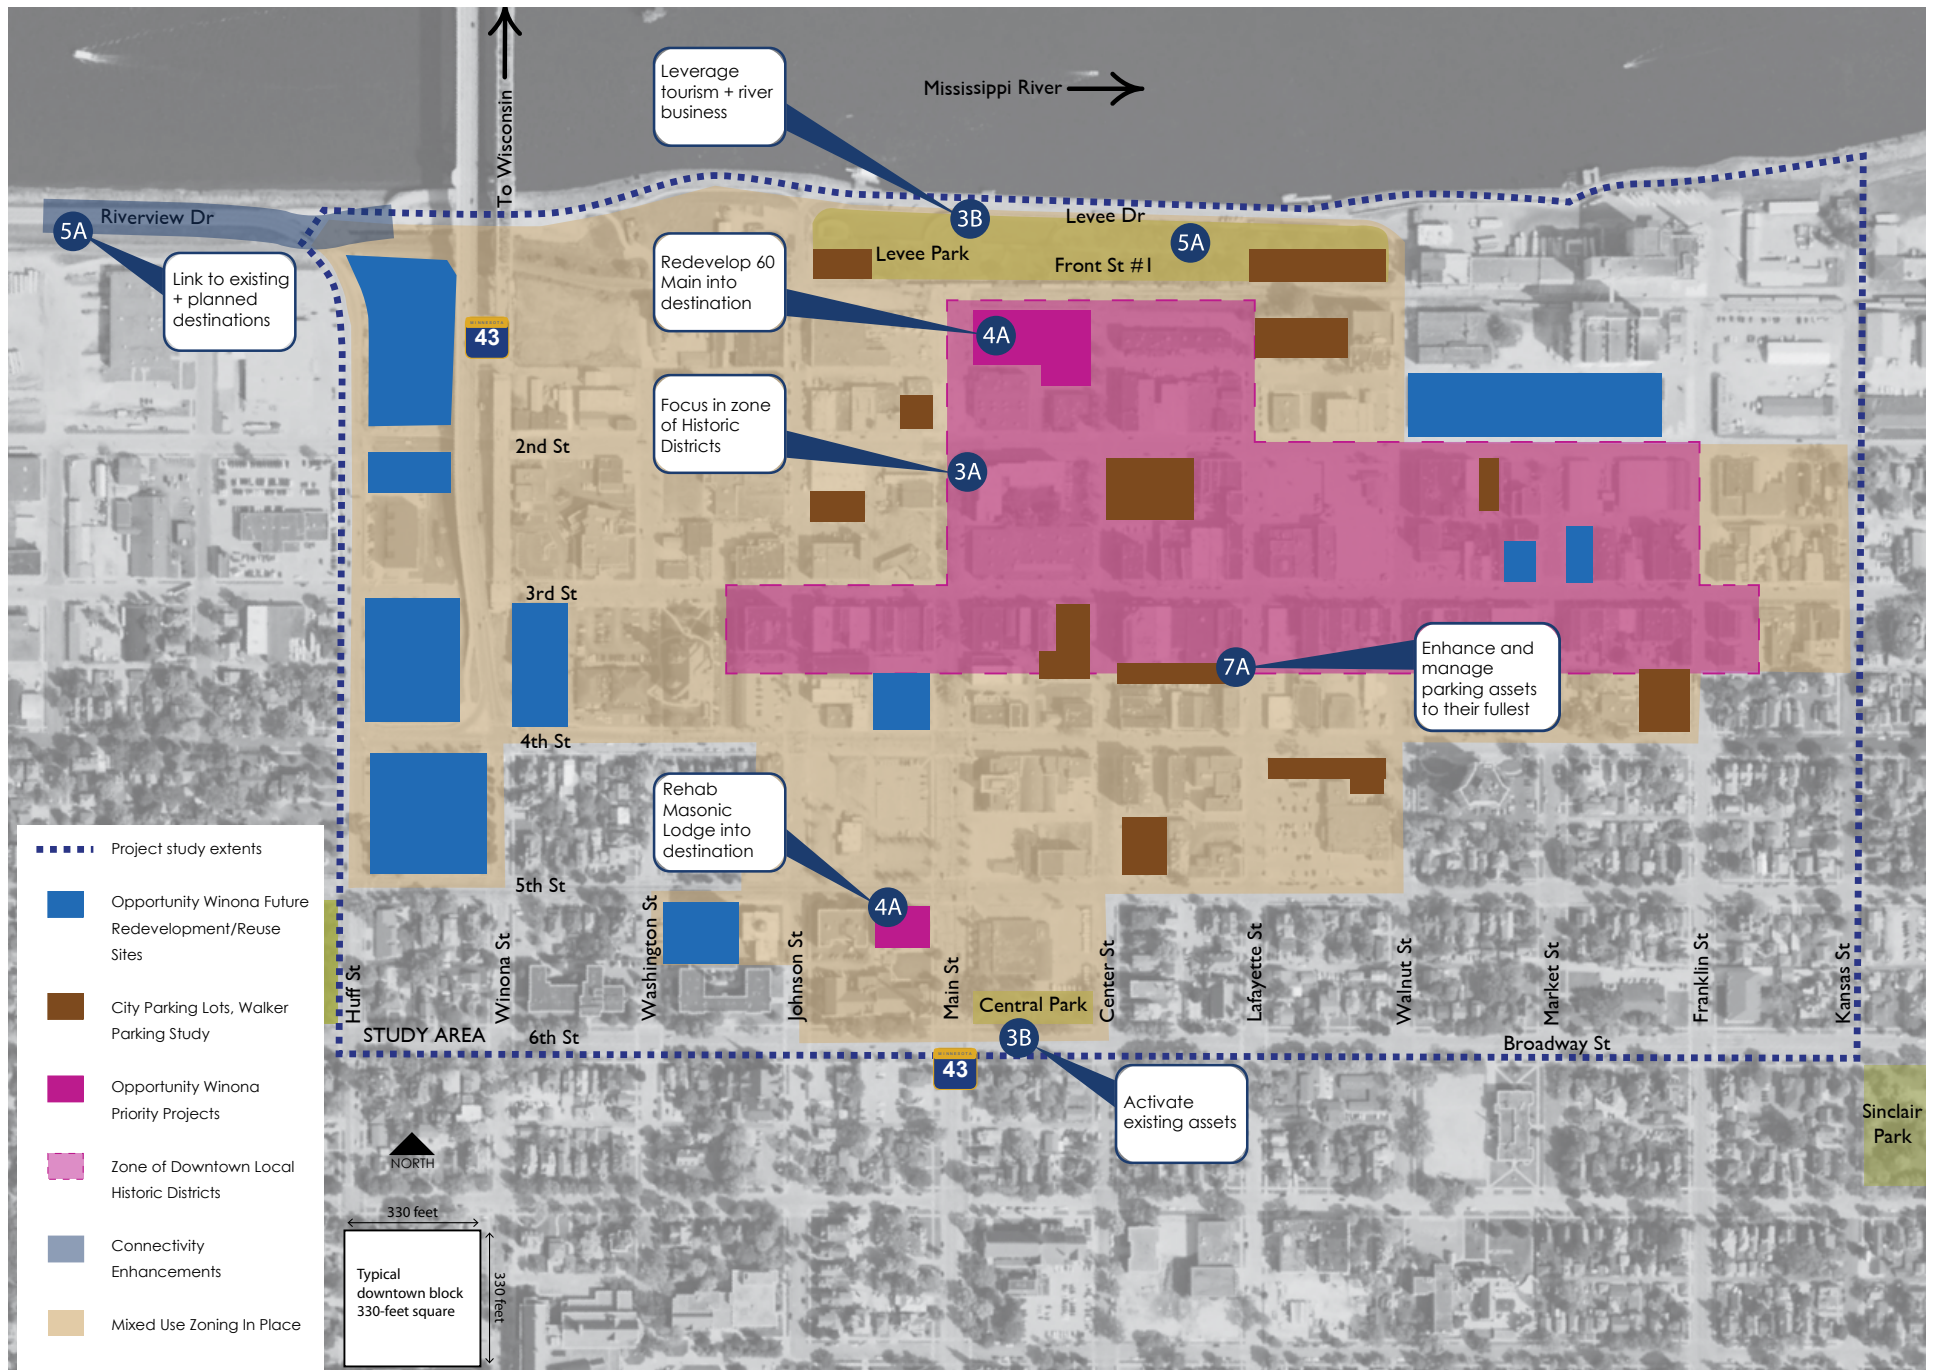 To Wisconsin
Mississippi River
Leverage
tourism + river
business
Riverview Dr
5A
Link to existing
+ planned
destinations
3B
Levee Dr
5A
Levee Park
Front St #1
Redevelop 60
Main into
destination
4A
MINNESOTA
43
Focus in zone
of Historic
Districts
3A
2nd St
3rd St
7A
Enhance and
manage
parking assets
to their fullest
4th St
Rehab
Masonic
Lodge into
destination
4A
5th St
Huff St
Winona St
Washington St
Johnson St
Main St
Center St
Lafayette St
Walnut St
Market St
Franklin St
Kansas St
Central Park
STUDY AREA
6th St
3B
Broadway St
MINNESOTA
43
Activate
existing assets
Sinclair
Park
Project study extents
Opportunity Winona Future
Redevelopment/Reuse
Sites
City Parking Lots, Walker
Parking Study
Opportunity Winona
Priority Projects
Zone of Downtown Local
Historic Districts
Connectivity
Enhancements
Mixed Use Zoning In Place
NORTH
330 feet
330 feet
Typical
downtown block
330-feet square